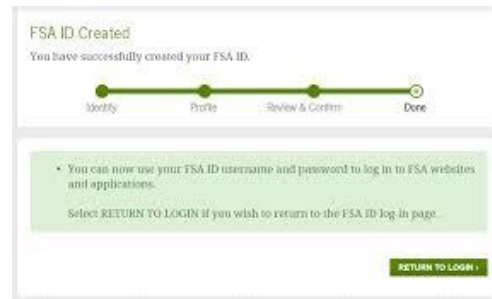 FSA ID Created
You have successfully created your FSA ID.
Identity Profile Review & Confirm Done
• You can now use your FSA ID username and password to log in to FSA websites
and applications.
Select RETURN TO LOGIN if you wish to return to the FSA ID log-in page.
RETURN TO LOGIN ›